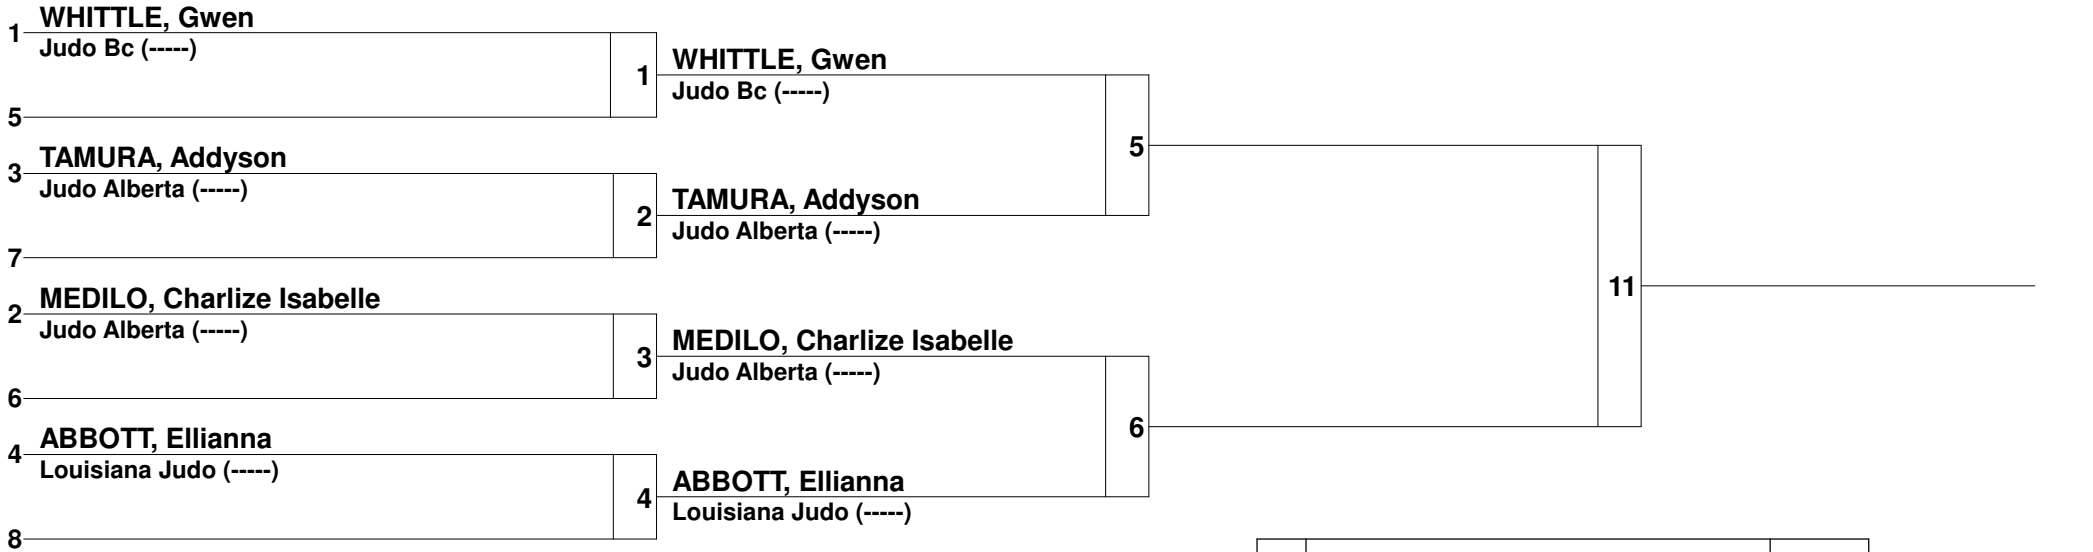 WHITTLE, Gwen
1
Judo Bc (-----)
5
TAMURA, Addyson
3
Judo Alberta (-----)
7
MEDILO, Charlize Isabelle
2
Judo Alberta (-----)
6
ABBOTT, Ellianna
4
Louisiana Judo (-----)
8
1
WHITTLE, Gwen
Judo Bc (-----)
2
TAMURA, Addyson
Judo Alberta (-----)
3
MEDILO, Charlize Isabelle
Judo Alberta (-----)
4
ABBOTT, Ellianna
Louisiana Judo (-----)
5
6
11